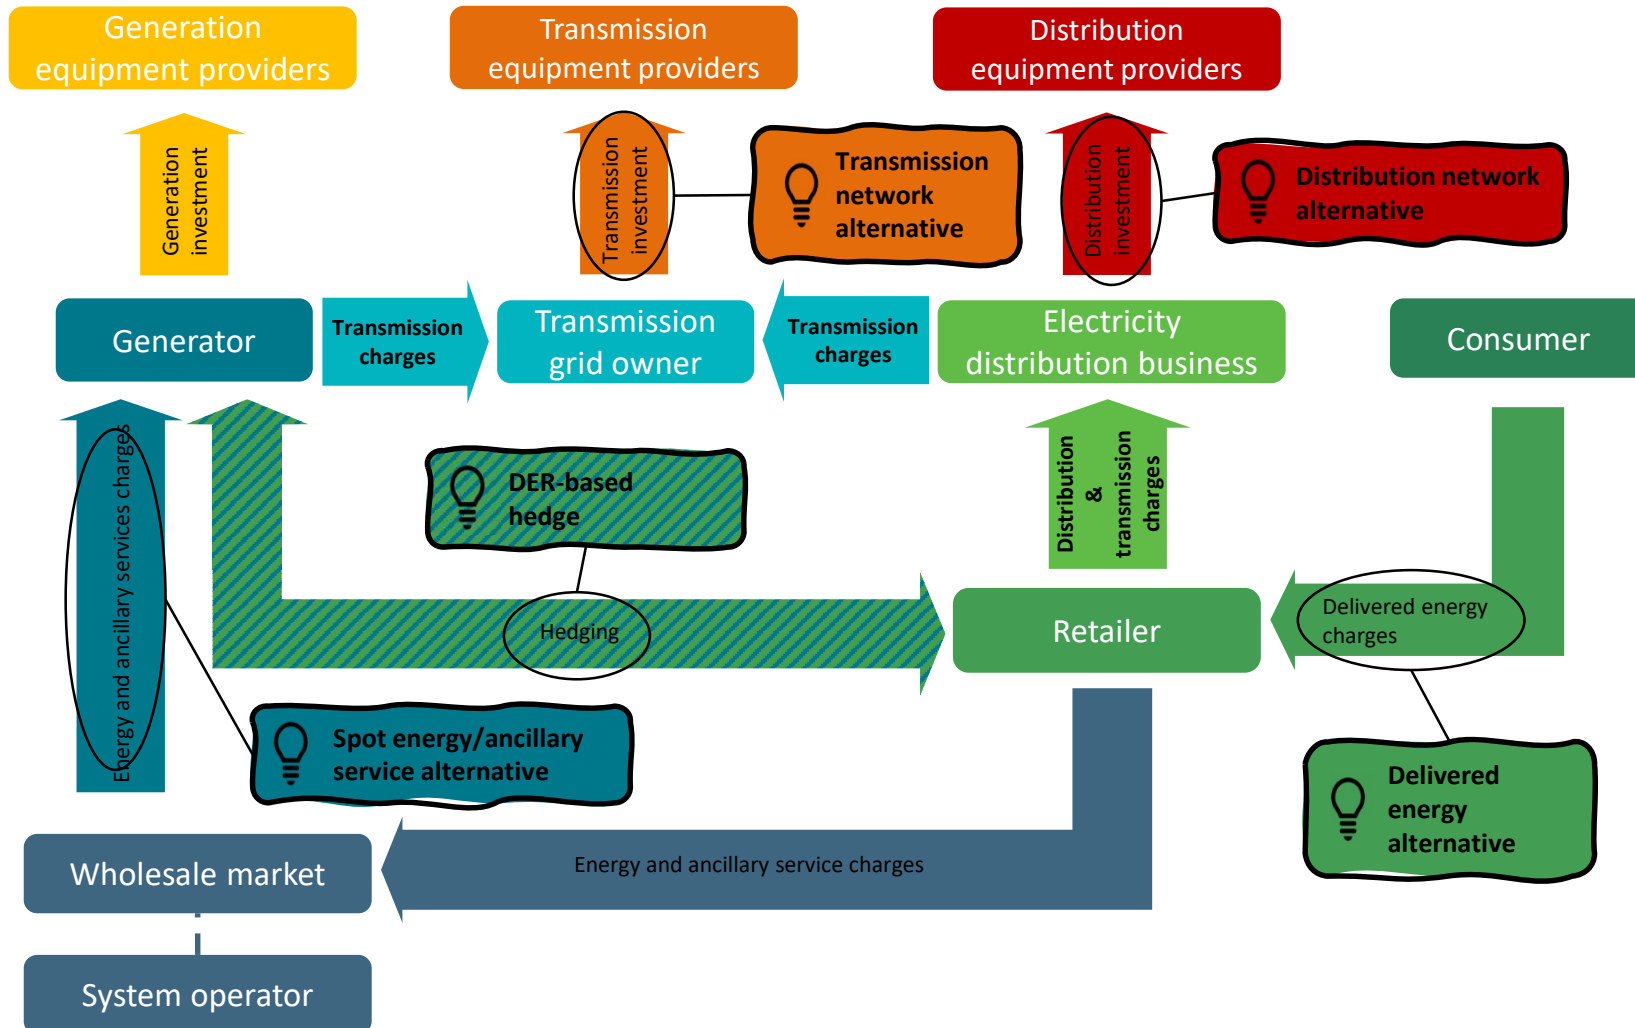 Generation
equipment providers
Transmission
equipment providers
Distribution
equipment providers
Generation
investment
Transmission
investment
Transmission
network
alternative
Distribution
investment
Distribution network
alternative
Generator
Transmission
charges
Transmission
grid owner
Transmission
charges
Electricity
distribution business
Consumer
Energy and ancillary services charges
DER-based
hedge
Distribution
&
transmission
charges
Hedging
Retailer
Delivered energy
charges
Spot energy/ancillary
service alternative
Delivered
energy
alternative
Wholesale market
Energy and ancillary service charges
System operator